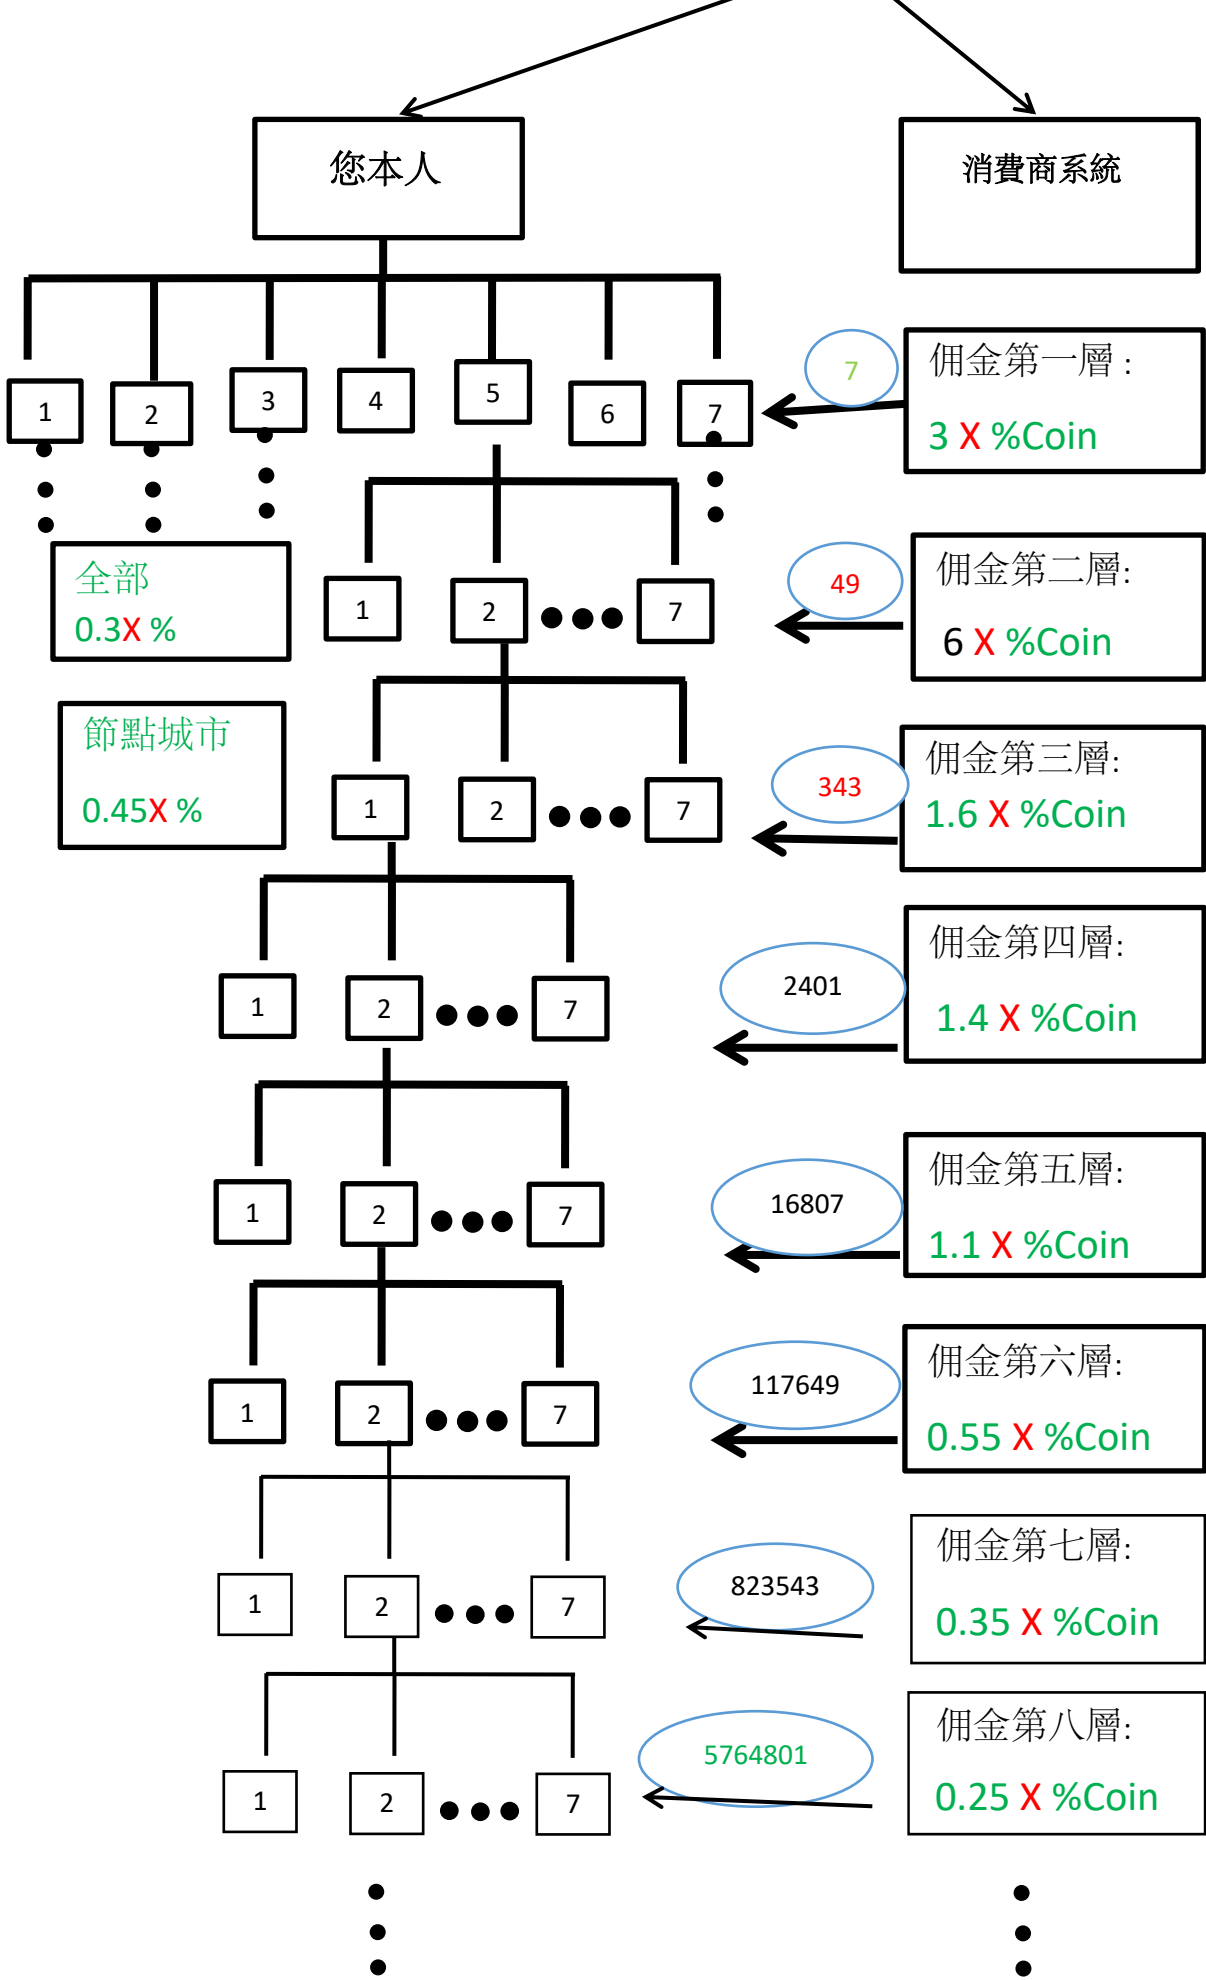 您本人
消費商系統
1
2
3
4
5
6
7
7
佣金第一層 :
3 X %Coin
1
2
7
49
佣金第二層:
6 X %Coin
全部
0.3X %
節點城市
0.45X %
1
2
7
343
佣金第三層:
1.6 X %Coin
1
2
7
2401
佣金第四層:
1.4 X %Coin
1
2
7
16807
佣金第五層:
1.1 X %Coin
1
2
7
117649
佣金第六層:
0.55 X %Coin
1
2
7
823543
佣金第七層:
0.35 X %Coin
1
2
7
5764801
佣金第八層:
0.25 X %Coin